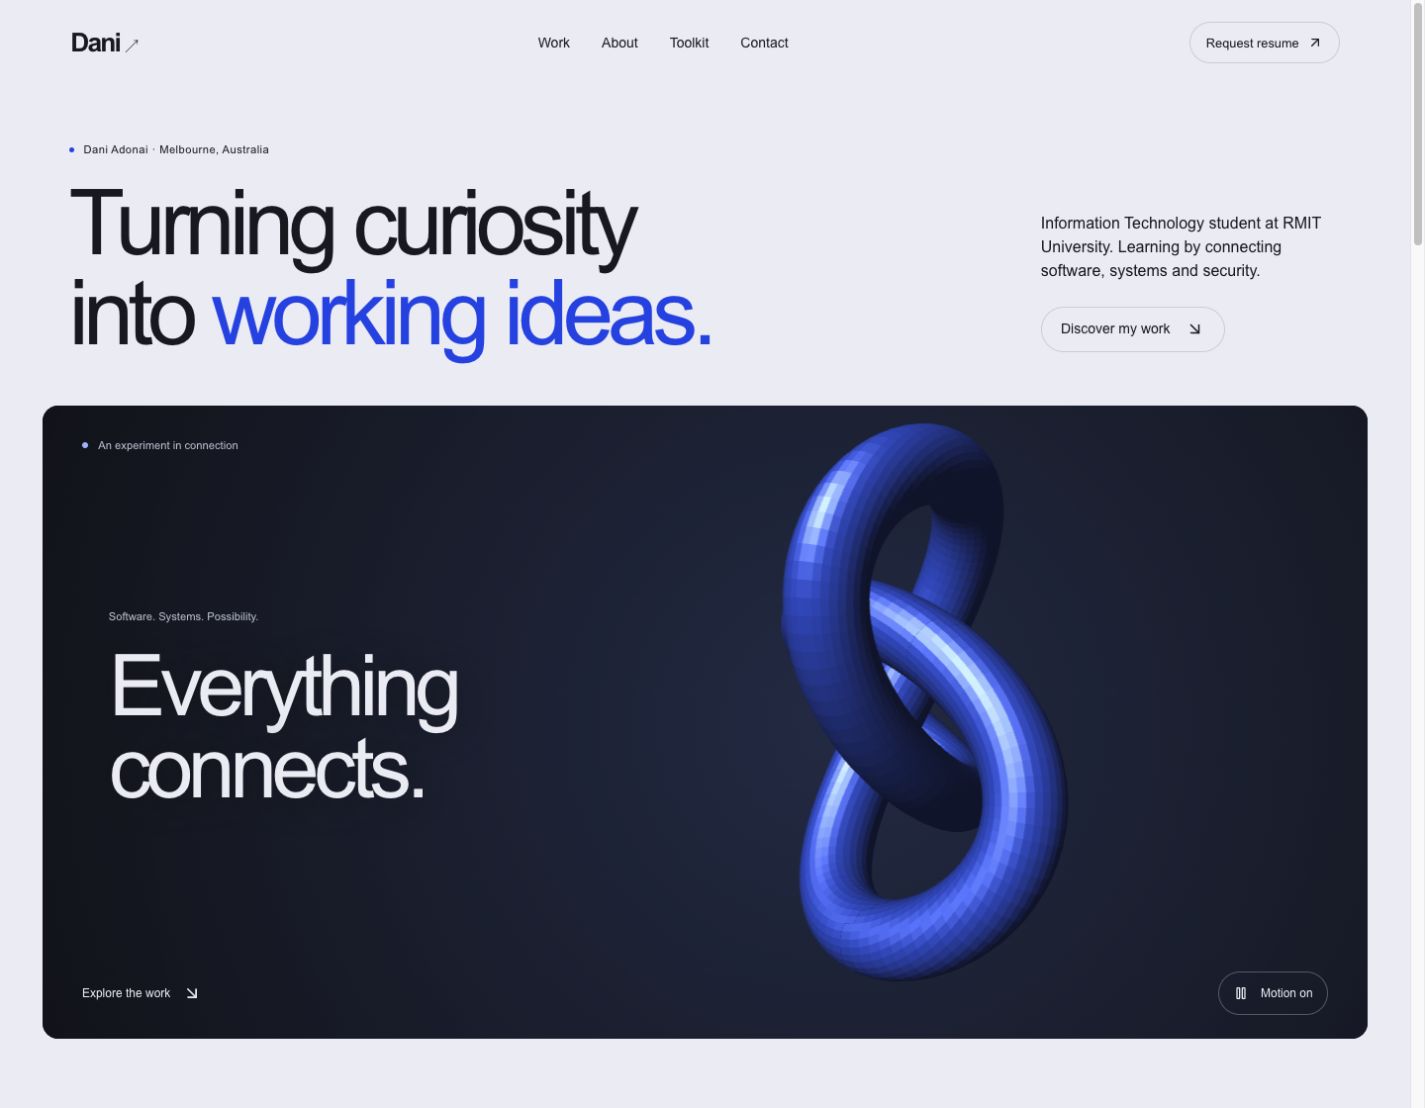 Dani
Work
About
Toolkit
Contact
Request resume
Dani Adonai · Melbourne, Australia
Turning curiosity
into working ideas.
Information Technology student at RMIT
University. Learning by connecting
software, systems and security.
Discover my work
An experiment in connection
Software. Systems. Possibility.
Everything
connects.
Explore the work
Motion on